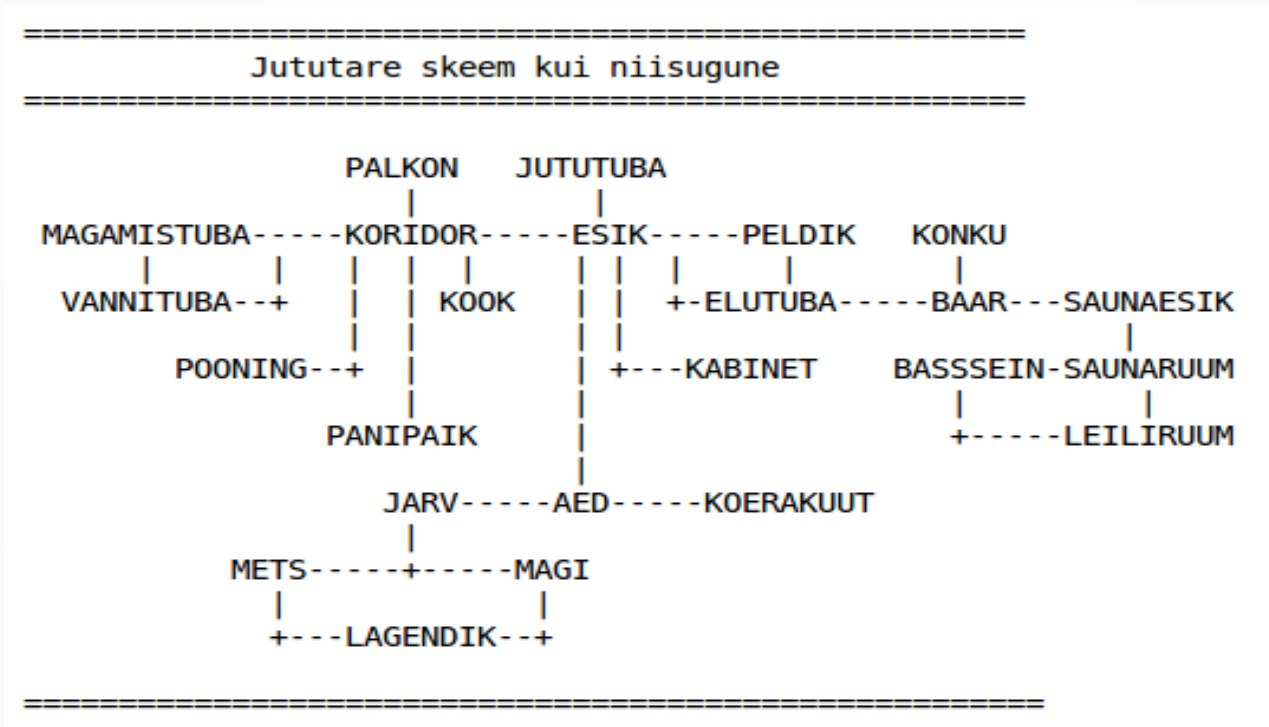 =====================================================
            Jututare skeem kui niisugune
=====================================================

                 PALKON   JUTUTUBA
                    |         |
 MAGAMISTUBA-----KORIDOR-----ESIK-----PELDIK   KONKU
      |      |   |  |  |     | |  |     |        |
  VANNITUBA--+   |  | KOOK   | |  +-ELUTUBA-----BAAR---SAUNAESIK
                 |  |        | |                          |
        POONING--+  |        | +---KABINET    BASSSEIN-SAUNARUUM
                    |        |                   |         |
                PANIPAIK     |                   +-----LEILIRUUM
                             |
                   JARV-----AED-----KOERAKUUT
                    |
           METS-----+-----MAGI
             |             |
             +---LAGENDIK--+

======================================================